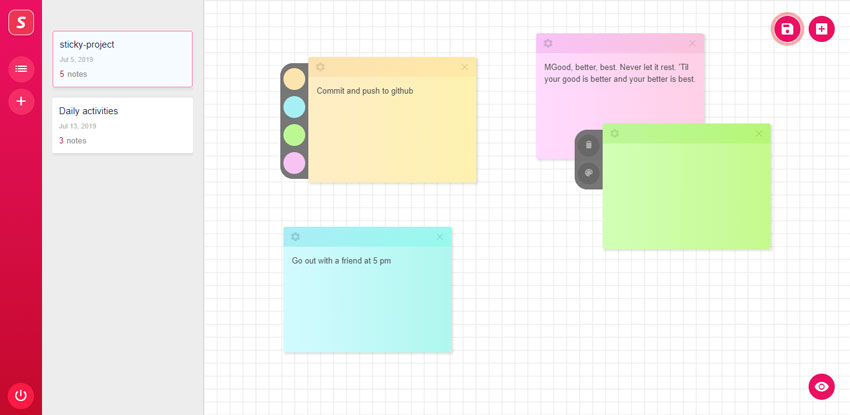 S
sticky-project
Jul 5, 2019
5 notes
Daily activities
Jul 13, 2019
3 notes
Commit and push to github
MGood, better, best. Never let it rest. 'Til
your good is better and your better is best.
Go out with a friend at 5 pm